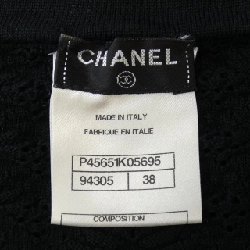 CHANEL
MADE IN ITALY
FABRIQUE EN ITALIE
P45651K05695
94305 38
COMPOSITION